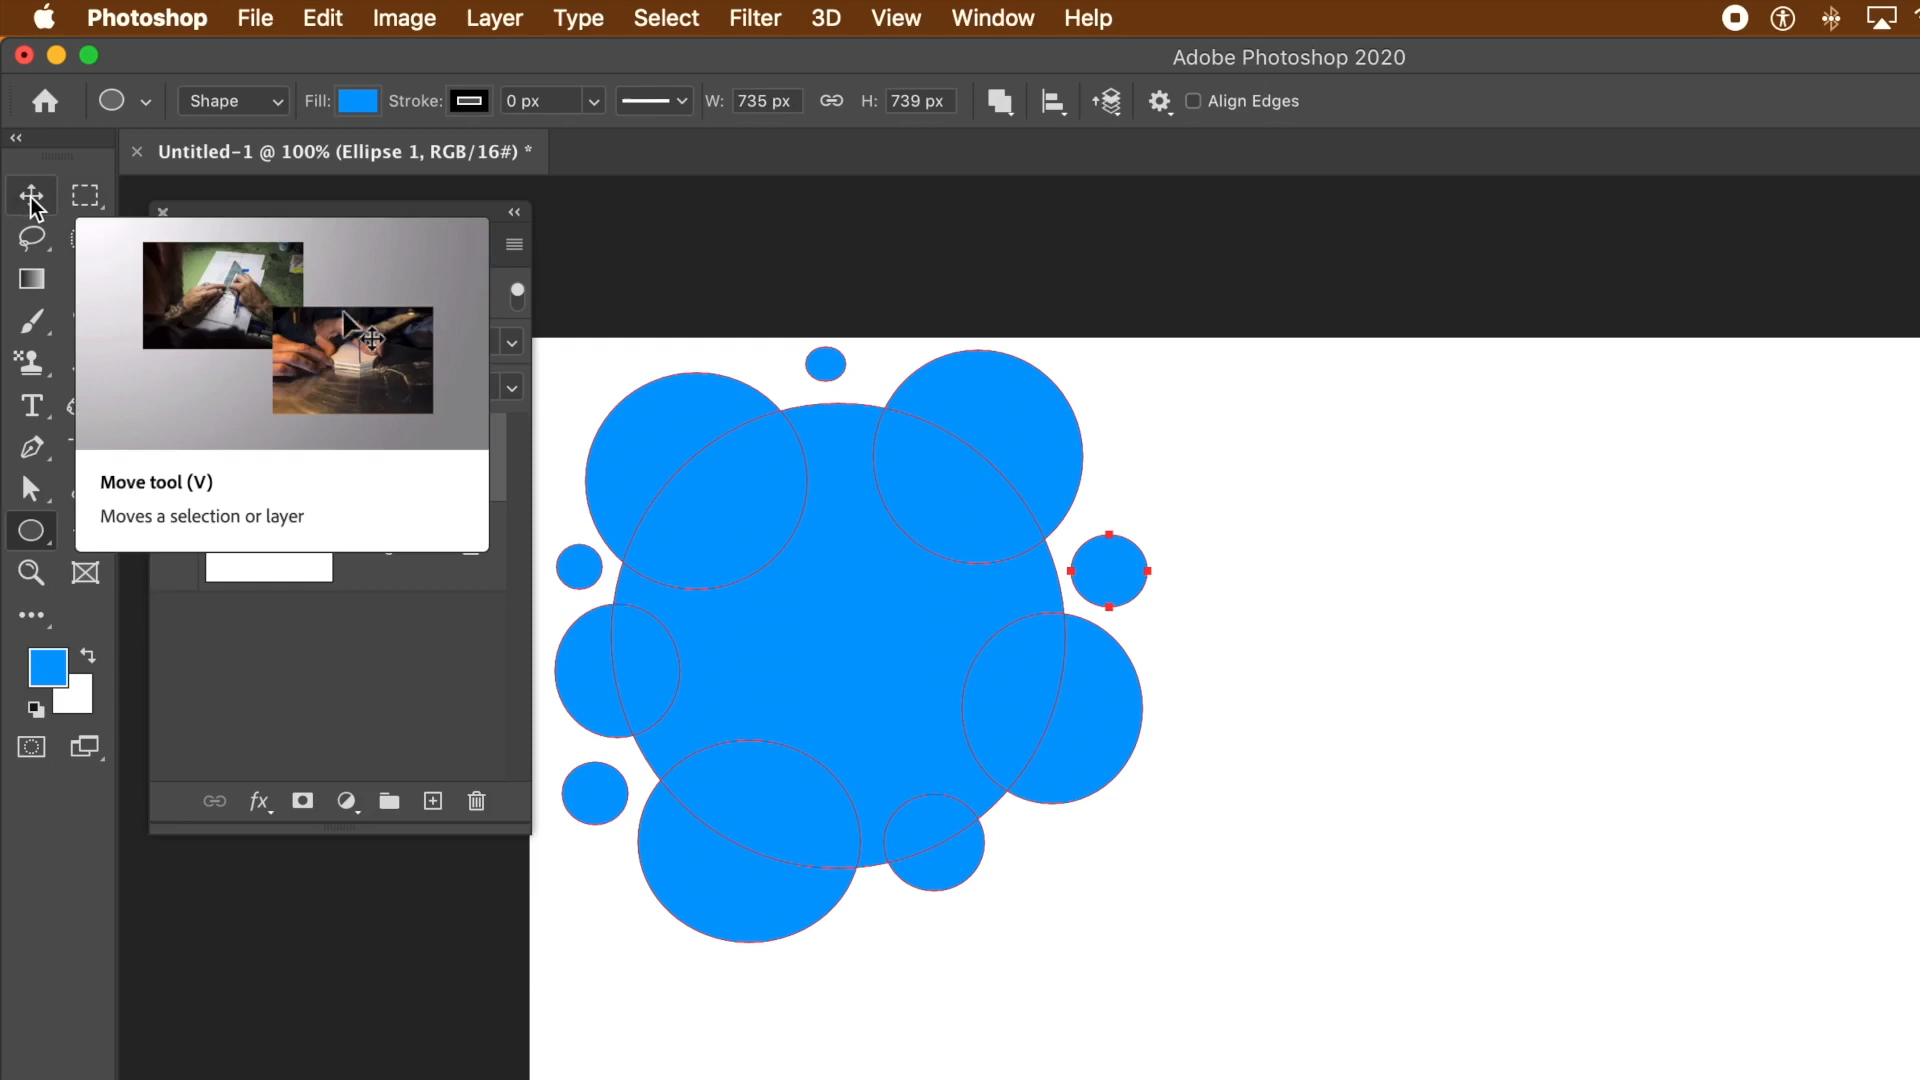 Photoshop File Edit Image Layer Type Select Filter 3D View Window Help
Adobe Photoshop 2020
Shape Fill: Stroke: 0 px W: 735 px H: 739 px Align Edges
Untitled-1 @ 100% (Ellipse 1, RGB/16#) *
Move tool (V)
Moves a selection or layer
fx